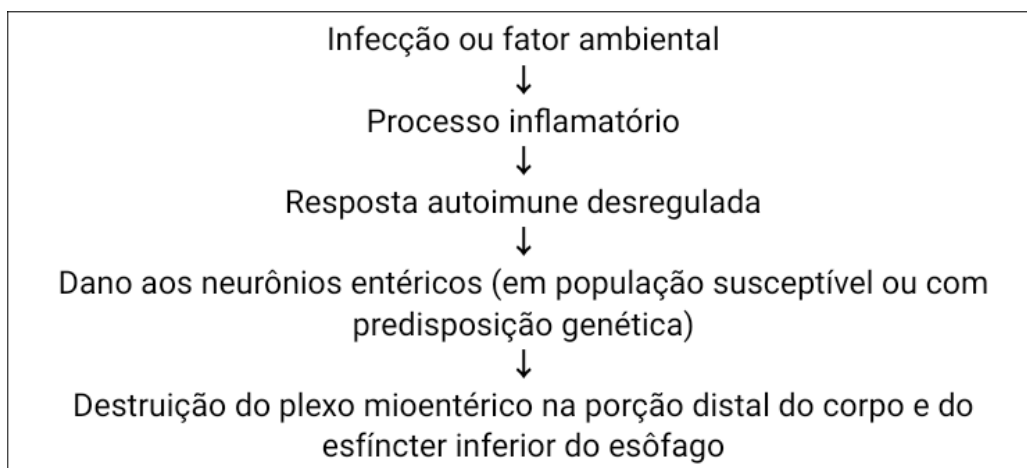 Infecção ou fator ambiental
↓
Processo inflamatório
↓
Resposta autoimune desregulada
↓
Dano aos neurônios entéricos (em população susceptível ou com
predisposição genética)
↓
Destruição do plexo mioentérico na porção distal do corpo e do
esfíncter inferior do esôfago